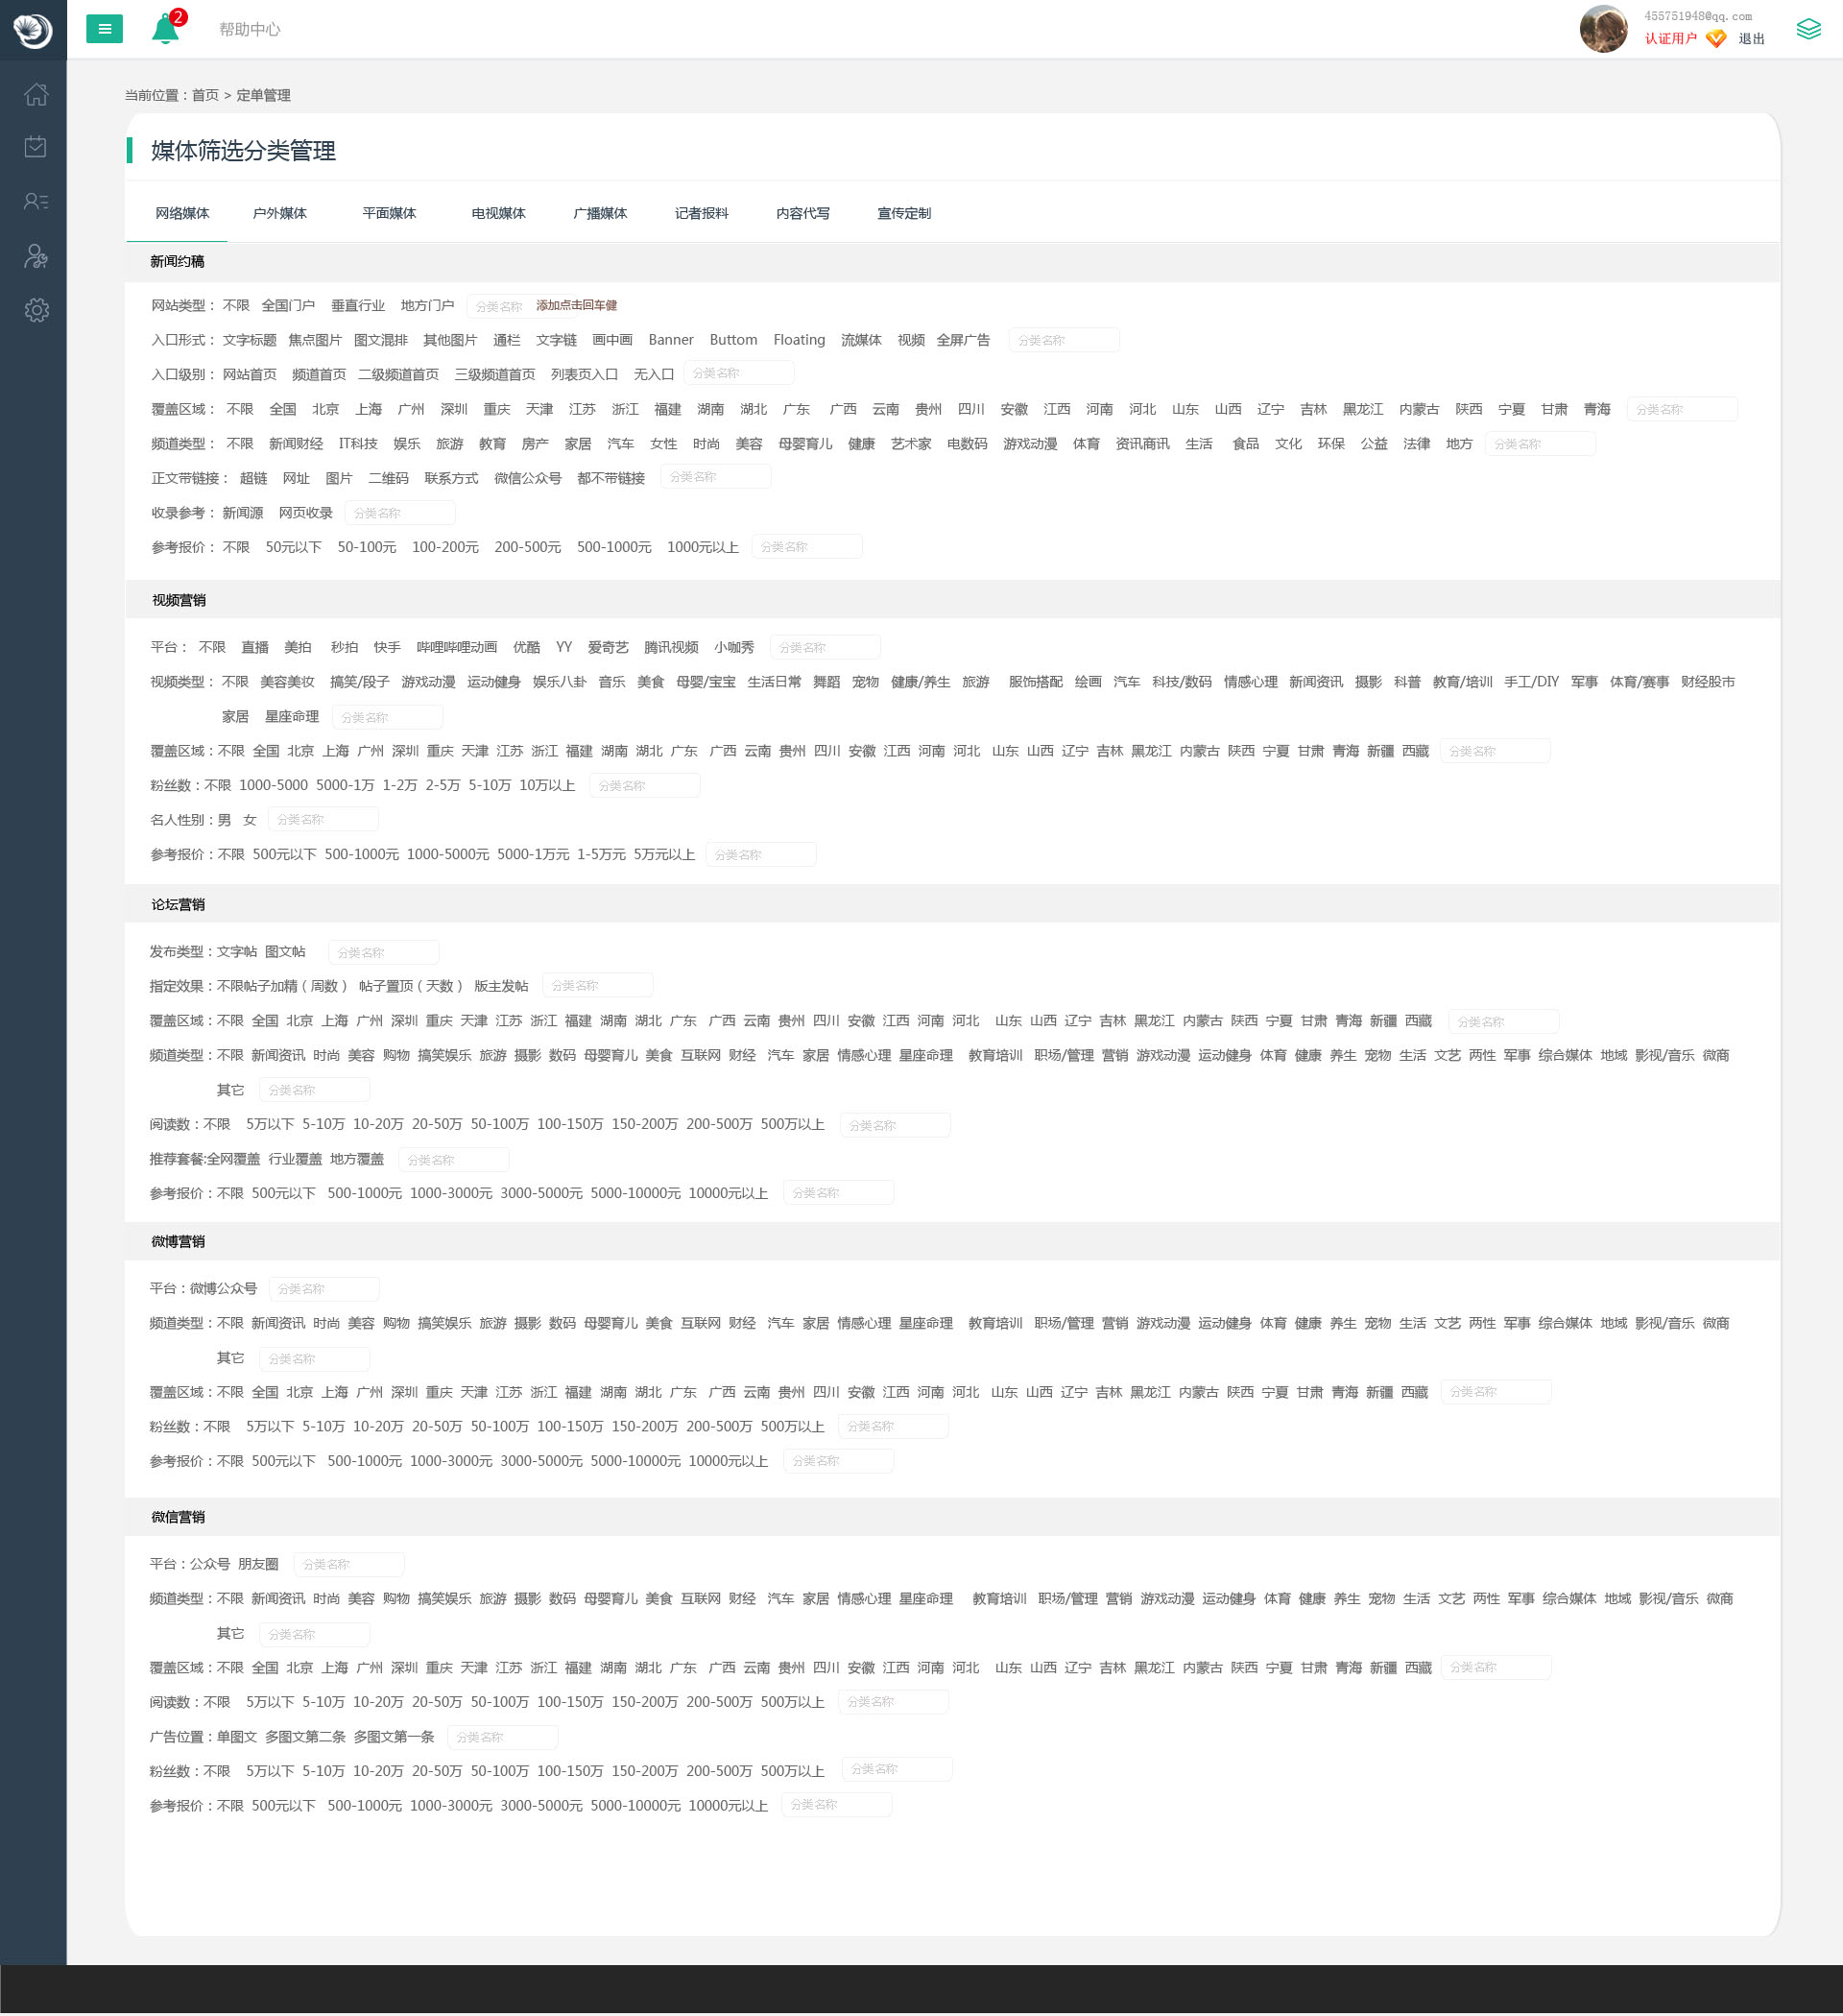 2 帮助中心 455751948@qq.com
认证用户 退出
当前位置：首页 > 定单管理
媒体筛选分类管理
网络媒体 户外媒体 平面媒体 电视媒体 广播媒体 记者报料 内容代写 宣传定制
新闻约稿
网站类型： 不限 全国门户 垂直行业 地方门户 分类名称 添加点击回车健
入口形式： 文字标题 焦点图片 图文混排 其他图片 通栏 文字链 画中画 Banner Buttom Floating 流媒体 视频 全屏广告 分类名称
入口级别： 网站首页 频道首页 二级频道首页 三级频道首页 列表页入口 无入口 分类名称
覆盖区域： 不限 全国 北京 上海 广州 深圳 重庆 天津 江苏 浙江 福建 湖南 湖北 广东 广西 云南 贵州 四川 安徽 江西 河南 河北 山东 山西 辽宁 吉林 黑龙江 内蒙古 陕西 宁夏 甘肃 青海 分类名称
频道类型： 不限 新闻财经 IT科技 娱乐 旅游 教育 房产 家居 汽车 女性 时尚 美容 母婴育儿 健康 艺术家 电数码 游戏动漫 体育 资讯商讯 生活 食品 文化 环保 公益 法律 地方 分类名称
正文带链接： 超链 网址 图片 二维码 联系方式 微信公众号 都不带链接 分类名称
收录参考： 新闻源 网页收录 分类名称
参考报价： 不限 50元以下 50-100元 100-200元 200-500元 500-1000元 1000元以上 分类名称
视频营销
平台： 不限 直播 美拍 秒拍 快手 哔哩哔哩动画 优酷 YY 爱奇艺 腾讯视频 小咖秀 分类名称
视频类型： 不限 美容美妆 搞笑/段子 游戏动漫 运动健身 娱乐八卦 音乐 美食 母婴/宝宝 生活日常 舞蹈 宠物 健康/养生 旅游 服饰搭配 绘画 汽车 科技/数码 情感心理 新闻资讯 摄影 科普 教育/培训 手工/DIY 军事 体育/赛事 财经股市
家居 星座命理 分类名称
覆盖区域：不限 全国 北京 上海 广州 深圳 重庆 天津 江苏 浙江 福建 湖南 湖北 广东 广西 云南 贵州 四川 安徽 江西 河南 河北 山东 山西 辽宁 吉林 黑龙江 内蒙古 陕西 宁夏 甘肃 青海 新疆 西藏 分类名称
粉丝数：不限 1000-5000 5000-1万 1-2万 2-5万 5-10万 10万以上 分类名称
名人性别：男 女 分类名称
参考报价：不限 500元以下 500-1000元 1000-5000元 5000-1万元 1-5万元 5万元以上 分类名称
论坛营销
发布类型：文字帖 图文帖 分类名称
指定效果：不限帖子加精（周数） 帖子置顶（天数） 版主发帖 分类名称
覆盖区域：不限 全国 北京 上海 广州 深圳 重庆 天津 江苏 浙江 福建 湖南 湖北 广东 广西 云南 贵州 四川 安徽 江西 河南 河北 山东 山西 辽宁 吉林 黑龙江 内蒙古 陕西 宁夏 甘肃 青海 新疆 西藏 分类名称
频道类型：不限 新闻资讯 时尚 美容 购物 搞笑娱乐 旅游 摄影 数码 母婴育儿 美食 互联网 财经 汽车 家居 情感心理 星座命理 教育培训 职场/管理 营销 游戏动漫 运动健身 体育 健康 养生 宠物 生活 文艺 两性 军事 综合媒体 地域 影视/音乐 微商
其它 分类名称
阅读数：不限 5万以下 5-10万 10-20万 20-50万 50-100万 100-150万 150-200万 200-500万 500万以上 分类名称
推荐套餐:全网覆盖 行业覆盖 地方覆盖 分类名称
参考报价：不限 500元以下 500-1000元 1000-3000元 3000-5000元 5000-10000元 10000元以上 分类名称
微博营销
平台：微博公众号 分类名称
频道类型：不限 新闻资讯 时尚 美容 购物 搞笑娱乐 旅游 摄影 数码 母婴育儿 美食 互联网 财经 汽车 家居 情感心理 星座命理 教育培训 职场/管理 营销 游戏动漫 运动健身 体育 健康 养生 宠物 生活 文艺 两性 军事 综合媒体 地域 影视/音乐 微商
其它 分类名称
覆盖区域：不限 全国 北京 上海 广州 深圳 重庆 天津 江苏 浙江 福建 湖南 湖北 广东 广西 云南 贵州 四川 安徽 江西 河南 河北 山东 山西 辽宁 吉林 黑龙江 内蒙古 陕西 宁夏 甘肃 青海 新疆 西藏 分类名称
粉丝数：不限 5万以下 5-10万 10-20万 20-50万 50-100万 100-150万 150-200万 200-500万 500万以上 分类名称
参考报价：不限 500元以下 500-1000元 1000-3000元 3000-5000元 5000-10000元 10000元以上 分类名称
微信营销
平台：公众号 朋友圈 分类名称
频道类型：不限 新闻资讯 时尚 美容 购物 搞笑娱乐 旅游 摄影 数码 母婴育儿 美食 互联网 财经 汽车 家居 情感心理 星座命理 教育培训 职场/管理 营销 游戏动漫 运动健身 体育 健康 养生 宠物 生活 文艺 两性 军事 综合媒体 地域 影视/音乐 微商
其它 分类名称
覆盖区域：不限 全国 北京 上海 广州 深圳 重庆 天津 江苏 浙江 福建 湖南 湖北 广东 广西 云南 贵州 四川 安徽 江西 河南 河北 山东 山西 辽宁 吉林 黑龙江 内蒙古 陕西 宁夏 甘肃 青海 新疆 西藏 分类名称
阅读数：不限 5万以下 5-10万 10-20万 20-50万 50-100万 100-150万 150-200万 200-500万 500万以上 分类名称
广告位置：单图文 多图文第二条 多图文第一条 分类名称
粉丝数：不限 5万以下 5-10万 10-20万 20-50万 50-100万 100-150万 150-200万 200-500万 500万以上 分类名称
参考报价：不限 500元以下 500-1000元 1000-3000元 3000-5000元 5000-10000元 10000元以上 分类名称